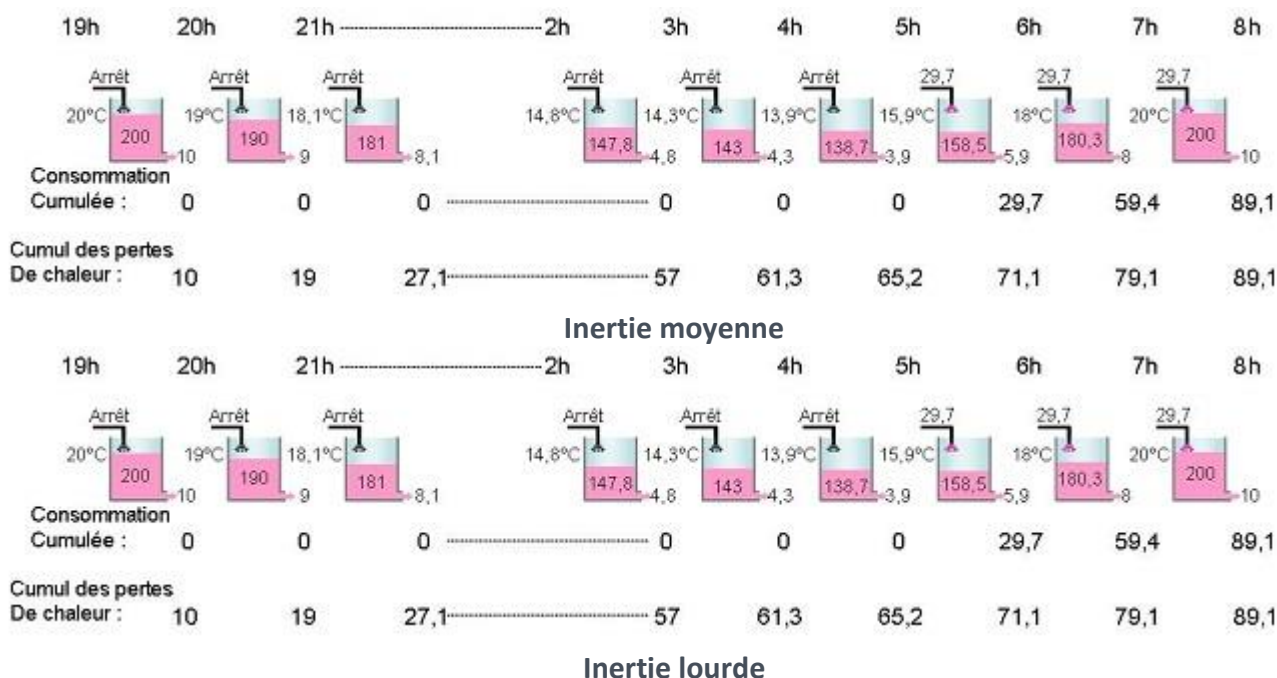 19h 20h 21h 2h 3h 4h 5h 6h 7h 8h
Arrêt Arrêt Arrêt Arrêt Arrêt Arrêt 29,7 29,7 29,7
20°C 19°C 18,1°C 14,8°C 14,3°C 13,9°C 15,9°C 18°C 20°C
200 190 181 147,8 143 138,7 158,5 180,3 200
10 9 8,1 4,8 4,3 3,9 5,9 8 10
Consommation
Cumulée : 0 0 0 0 0 0 29,7 59,4 89,1
Cumul des pertes
De chaleur : 10 19 27,1 57 61,3 65,2 71,1 79,1 89,1
Inertie moyenne
19h 20h 21h 2h 3h 4h 5h 6h 7h 8h
Arrêt Arrêt Arrêt Arrêt Arrêt Arrêt 29,7 29,7 29,7
20°C 19°C 18,1°C 14,8°C 14,3°C 13,9°C 15,9°C 18°C 20°C
200 190 181 147,8 143 138,7 158,5 180,3 200
10 9 8,1 4,8 4,3 3,9 5,9 8 10
Consommation
Cumulée : 0 0 0 0 0 0 29,7 59,4 89,1
Cumul des pertes
De chaleur : 10 19 27,1 57 61,3 65,2 71,1 79,1 89,1
Inertie lourde